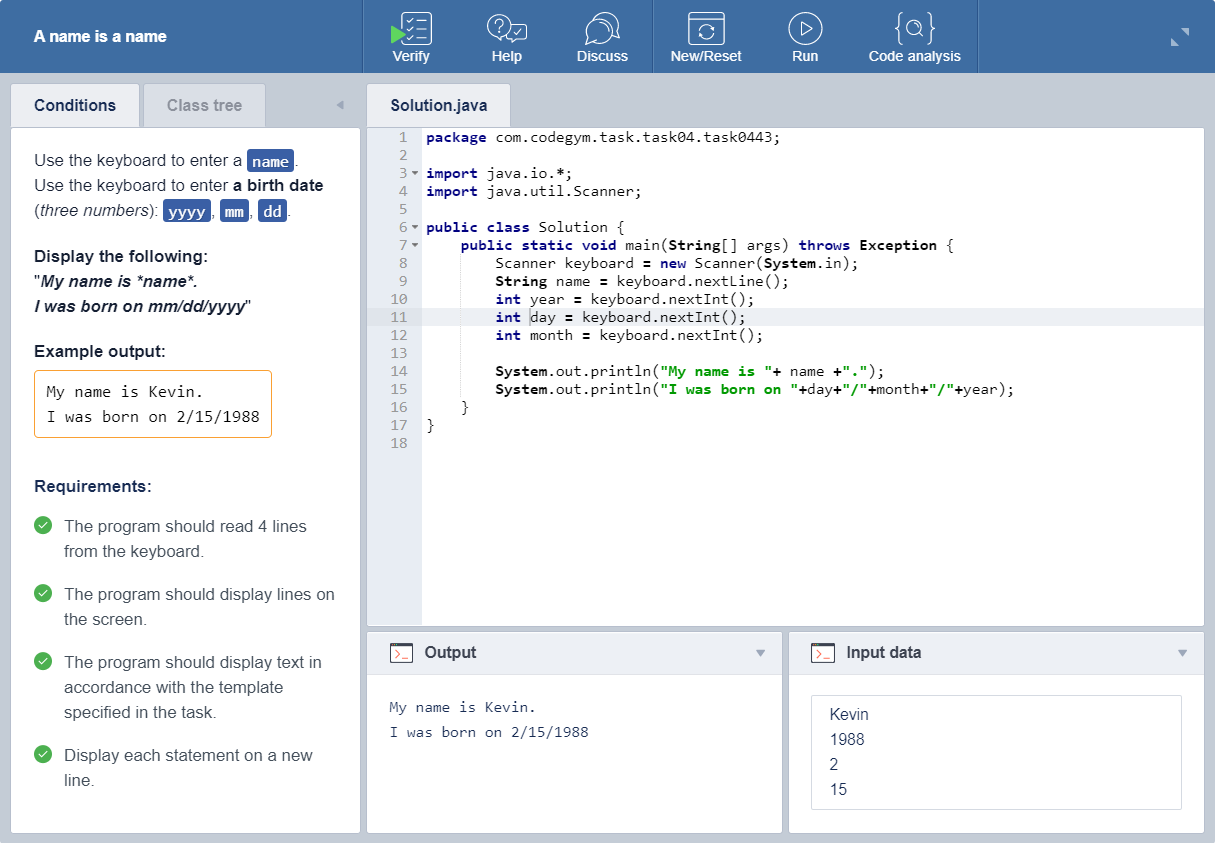 A name is a name
Verify
Help
Discuss
New/Reset
Run
Code analysis
Conditions
Class tree
Use the keyboard to enter a name.
Use the keyboard to enter a birth date
(three numbers): yyyy, mm, dd.
Display the following:
"My name is *name*.
I was born on mm/dd/yyyy"
Example output:
My name is Kevin.
I was born on 2/15/1988
Requirements:
The program should read 4 lines
from the keyboard.
The program should display lines on
the screen.
The program should display text in
accordance with the template
specified in the task.
Display each statement on a new
line.
Solution.java
1 package com.codegym.task.task04.task0443;
2
3 import java.io.*;
4 import java.util.Scanner;
5
6 public class Solution {
7     public static void main(String[] args) throws Exception {
8         Scanner keyboard = new Scanner(System.in);
9         String name = keyboard.nextLine();
10         int year = keyboard.nextInt();
11         int day = keyboard.nextInt();
12         int month = keyboard.nextInt();
13
14         System.out.println("My name is "+ name +".");
15         System.out.println("I was born on "+day+"/"+month+"/"+year);
16     }
17 }
18
Output
My name is Kevin.
I was born on 2/15/1988
Input data
Kevin
1988
2
15